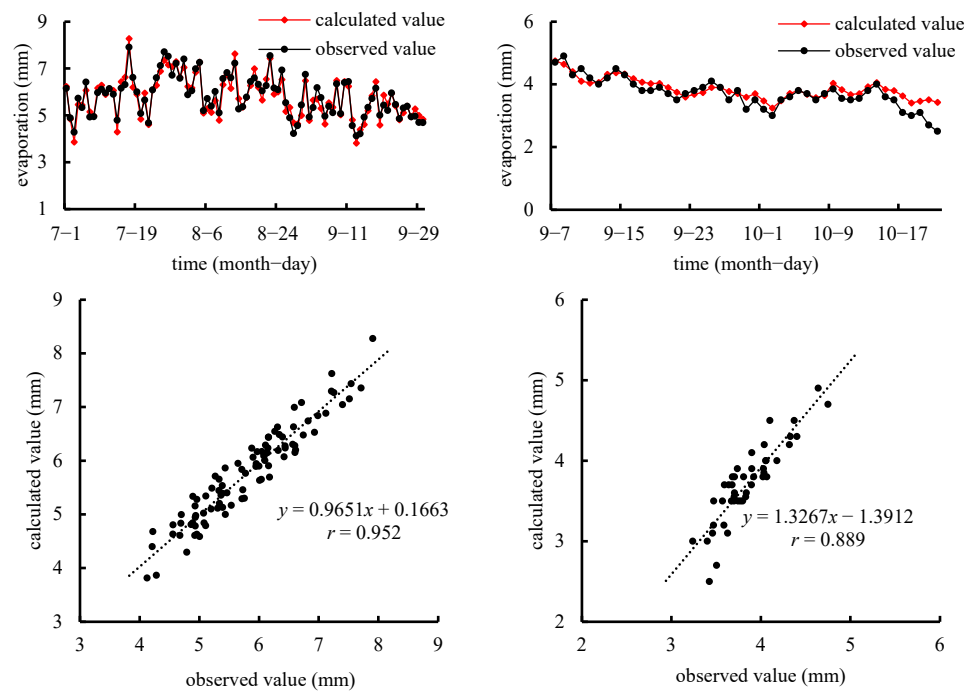 9
7
5
3
1
evaporation (mm)
calculated value
observed value
7−1
7−19
8−6
8−24
9−11
9−29
time (month−day)
6
4
2
0
evaporation (mm)
calculated value
observed value
9−7
9−15
9−23
10−1
10−9
10−17
time (month−day)
9
8
7
6
5
4
3
calculated value (mm)
y = 0.9651x + 0.1663
r = 0.952
3
4
5
6
7
8
9
observed value (mm)
6
5
4
3
2
calculated value (mm)
y = 1.3267x − 1.3912
r = 0.889
2
3
4
5
6
observed value (mm)